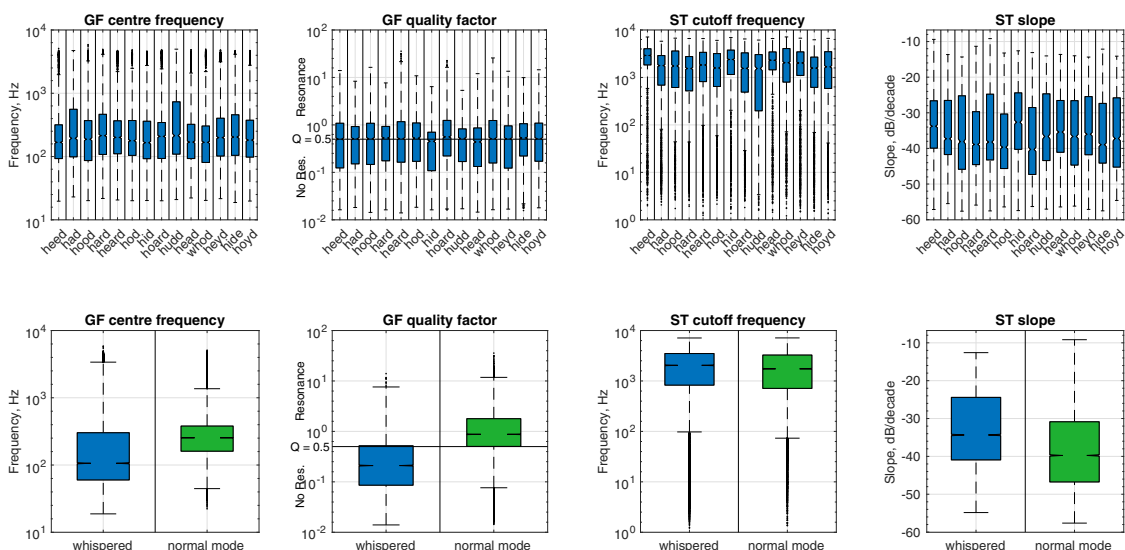 GF centre frequency
Frequency, Hz
10^4
10^3
10^2
10^1
heed had hood hard heard hod hid hoard hudd head whod heyd hide hoyd
GF quality factor
No Res. Resonance
10^2
10^1
10^0
Q = 0.5
10^-1
10^-2
heed had hood hard heard hod hid hoard hudd head whod heyd hide hoyd
ST cutoff frequency
10^4
10^3
10^2
10^1
10^0
heed had hood hard heard hod hid hoard hudd head whod heyd hide hoyd
ST slope
Slope, dB/decade
-10
-20
-30
-40
-50
-60
heed had hood hard heard hod hid hoard hudd head whod heyd hide hoyd
GF centre frequency
Frequency, Hz
10^4
10^3
10^2
10^1
whispered normal mode
GF quality factor
No Res. Resonance
10^2
10^1
10^0
Q = 0.5
10^-1
10^-2
whispered normal mode
ST cutoff frequency
Frequency, Hz
10^4
10^3
10^2
10^1
10^0
whispered normal mode
ST slope
Slope, dB/decade
-10
-20
-30
-40
-50
-60
whispered normal mode